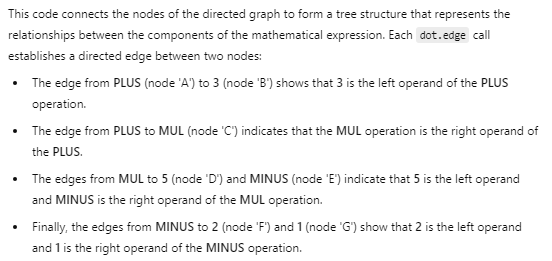 This code connects the nodes of the directed graph to form a tree structure that represents the
relationships between the components of the mathematical expression. Each dot.edge call
establishes a directed edge between two nodes:
• The edge from PLUS (node 'A') to 3 (node 'B') shows that 3 is the left operand of the PLUS
operation.
• The edge from PLUS to MUL (node 'C') indicates that the MUL operation is the right operand of
the PLUS.
• The edges from MUL to 5 (node 'D') and MINUS (node 'E') indicate that 5 is the left operand
and MINUS is the right operand of the MUL operation.
• Finally, the edges from MINUS to 2 (node 'F') and 1 (node 'G') show that 2 is the left operand
and 1 is the right operand of the MINUS operation.